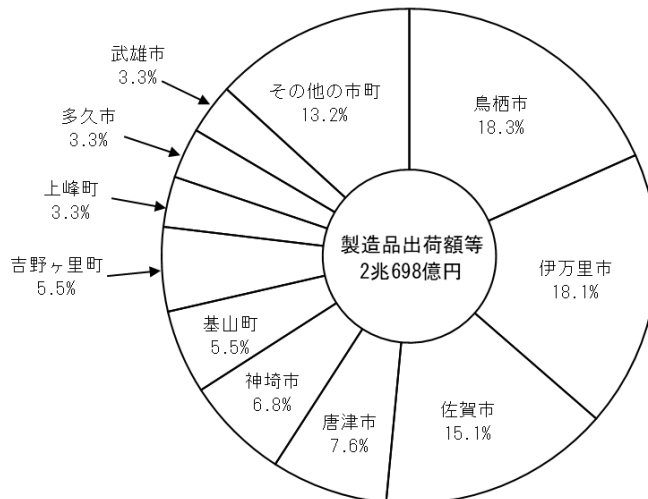 製造品出荷額等
2兆698億円
鳥栖市
18.3%
伊万里市
18.1%
佐賀市
15.1%
唐津市
7.6%
神埼市
6.8%
基山町
5.5%
吉野ヶ里町
5.5%
上峰町
3.3%
多久市
3.3%
武雄市
3.3%
その他の市町
13.2%